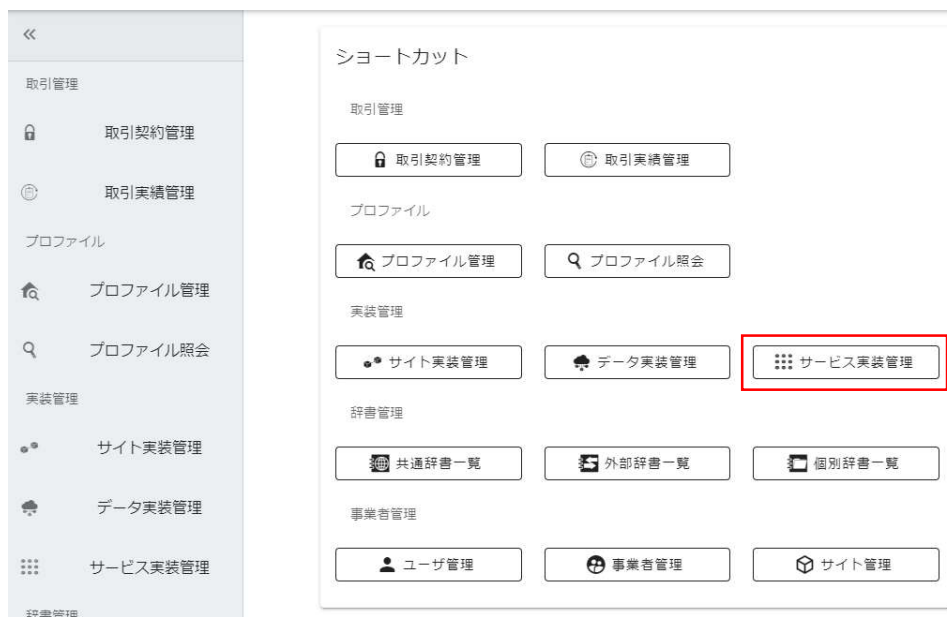 取引管理
取引契約管理
取引実績管理
プロファイル
プロファイル管理
プロファイル照会
実装管理
サイト実装管理
データ実装管理
サービス実装管理
辞書管理
ショートカット
取引管理
取引契約管理 取引実績管理
プロファイル
プロファイル管理 プロファイル照会
実装管理
サイト実装管理 データ実装管理 サービス実装管理
辞書管理
共通辞書一覧 外部辞書一覧 個別辞書一覧
事業者管理
ユーザ管理 事業者管理 サイト管理